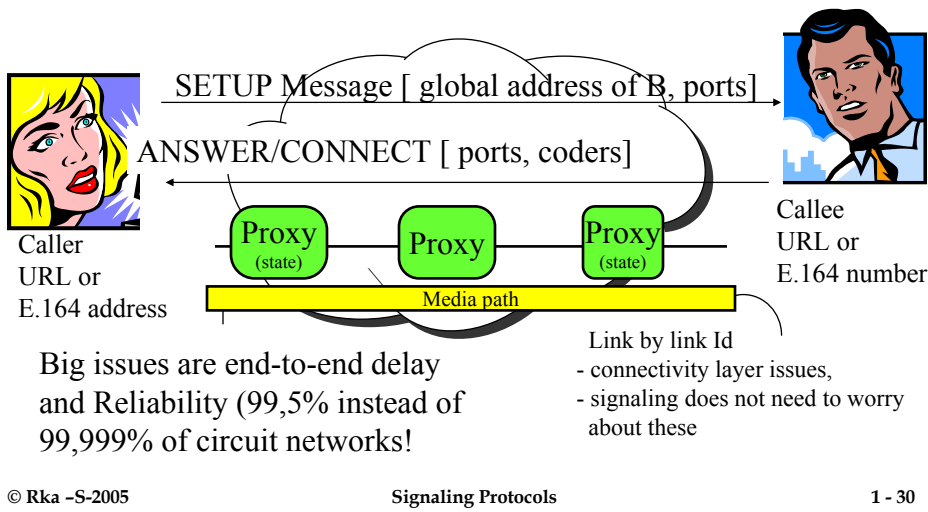 SETUP Message [ global address of B, ports]
ANSWER/CONNECT [ ports, coders]
Caller
URL or
E.164 address
Proxy
(state)
Proxy
Proxy
(state)
Callee
URL or
E.164 number
Media path
Big issues are end-to-end delay
and Reliability (99,5% instead of
99,999% of circuit networks!
Link by link Id
- connectivity layer issues,
- signaling does not need to worry
about these
© Rka –S-2005
Signaling Protocols
1 - 30